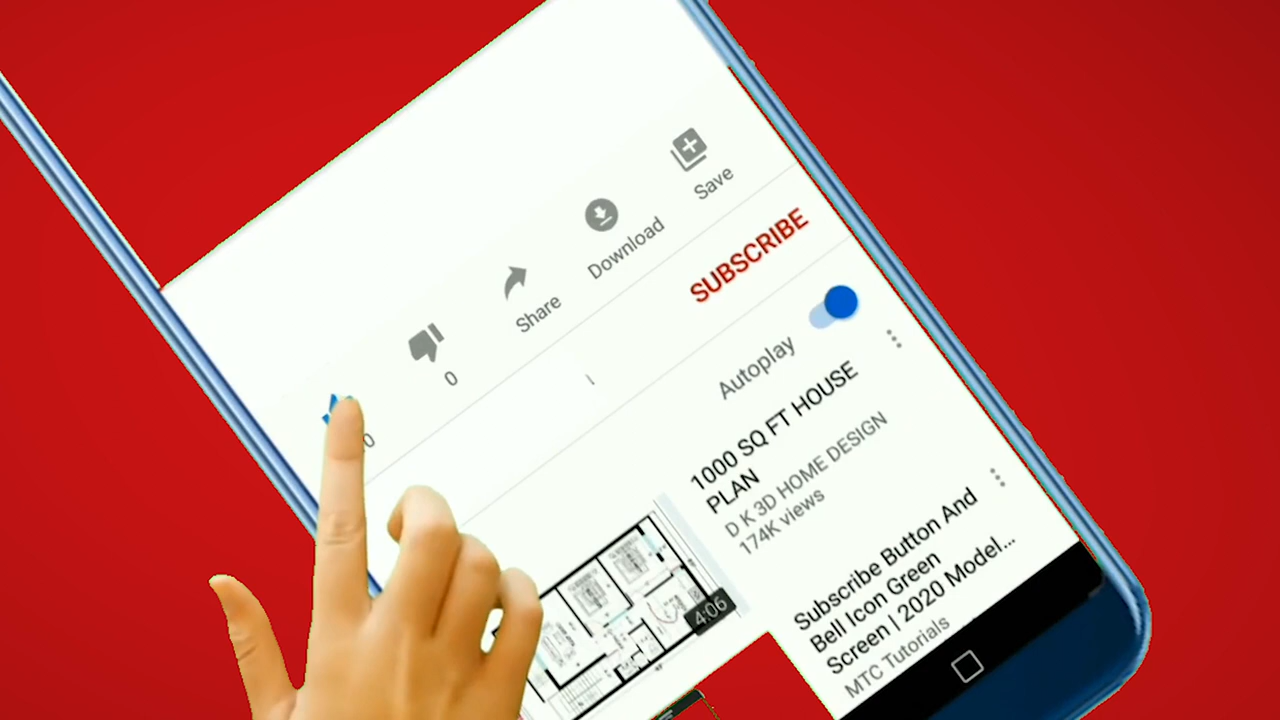 Save
Download
Share
0
0
SUBSCRIBE
Autoplay
1000 SQ FT HOUSE
PLAN
D K 3D HOME DESIGN
174K views
4:06
Subscribe Button And
Bell Icon Green
Screen | 2020 Model...
MTC Tutorials